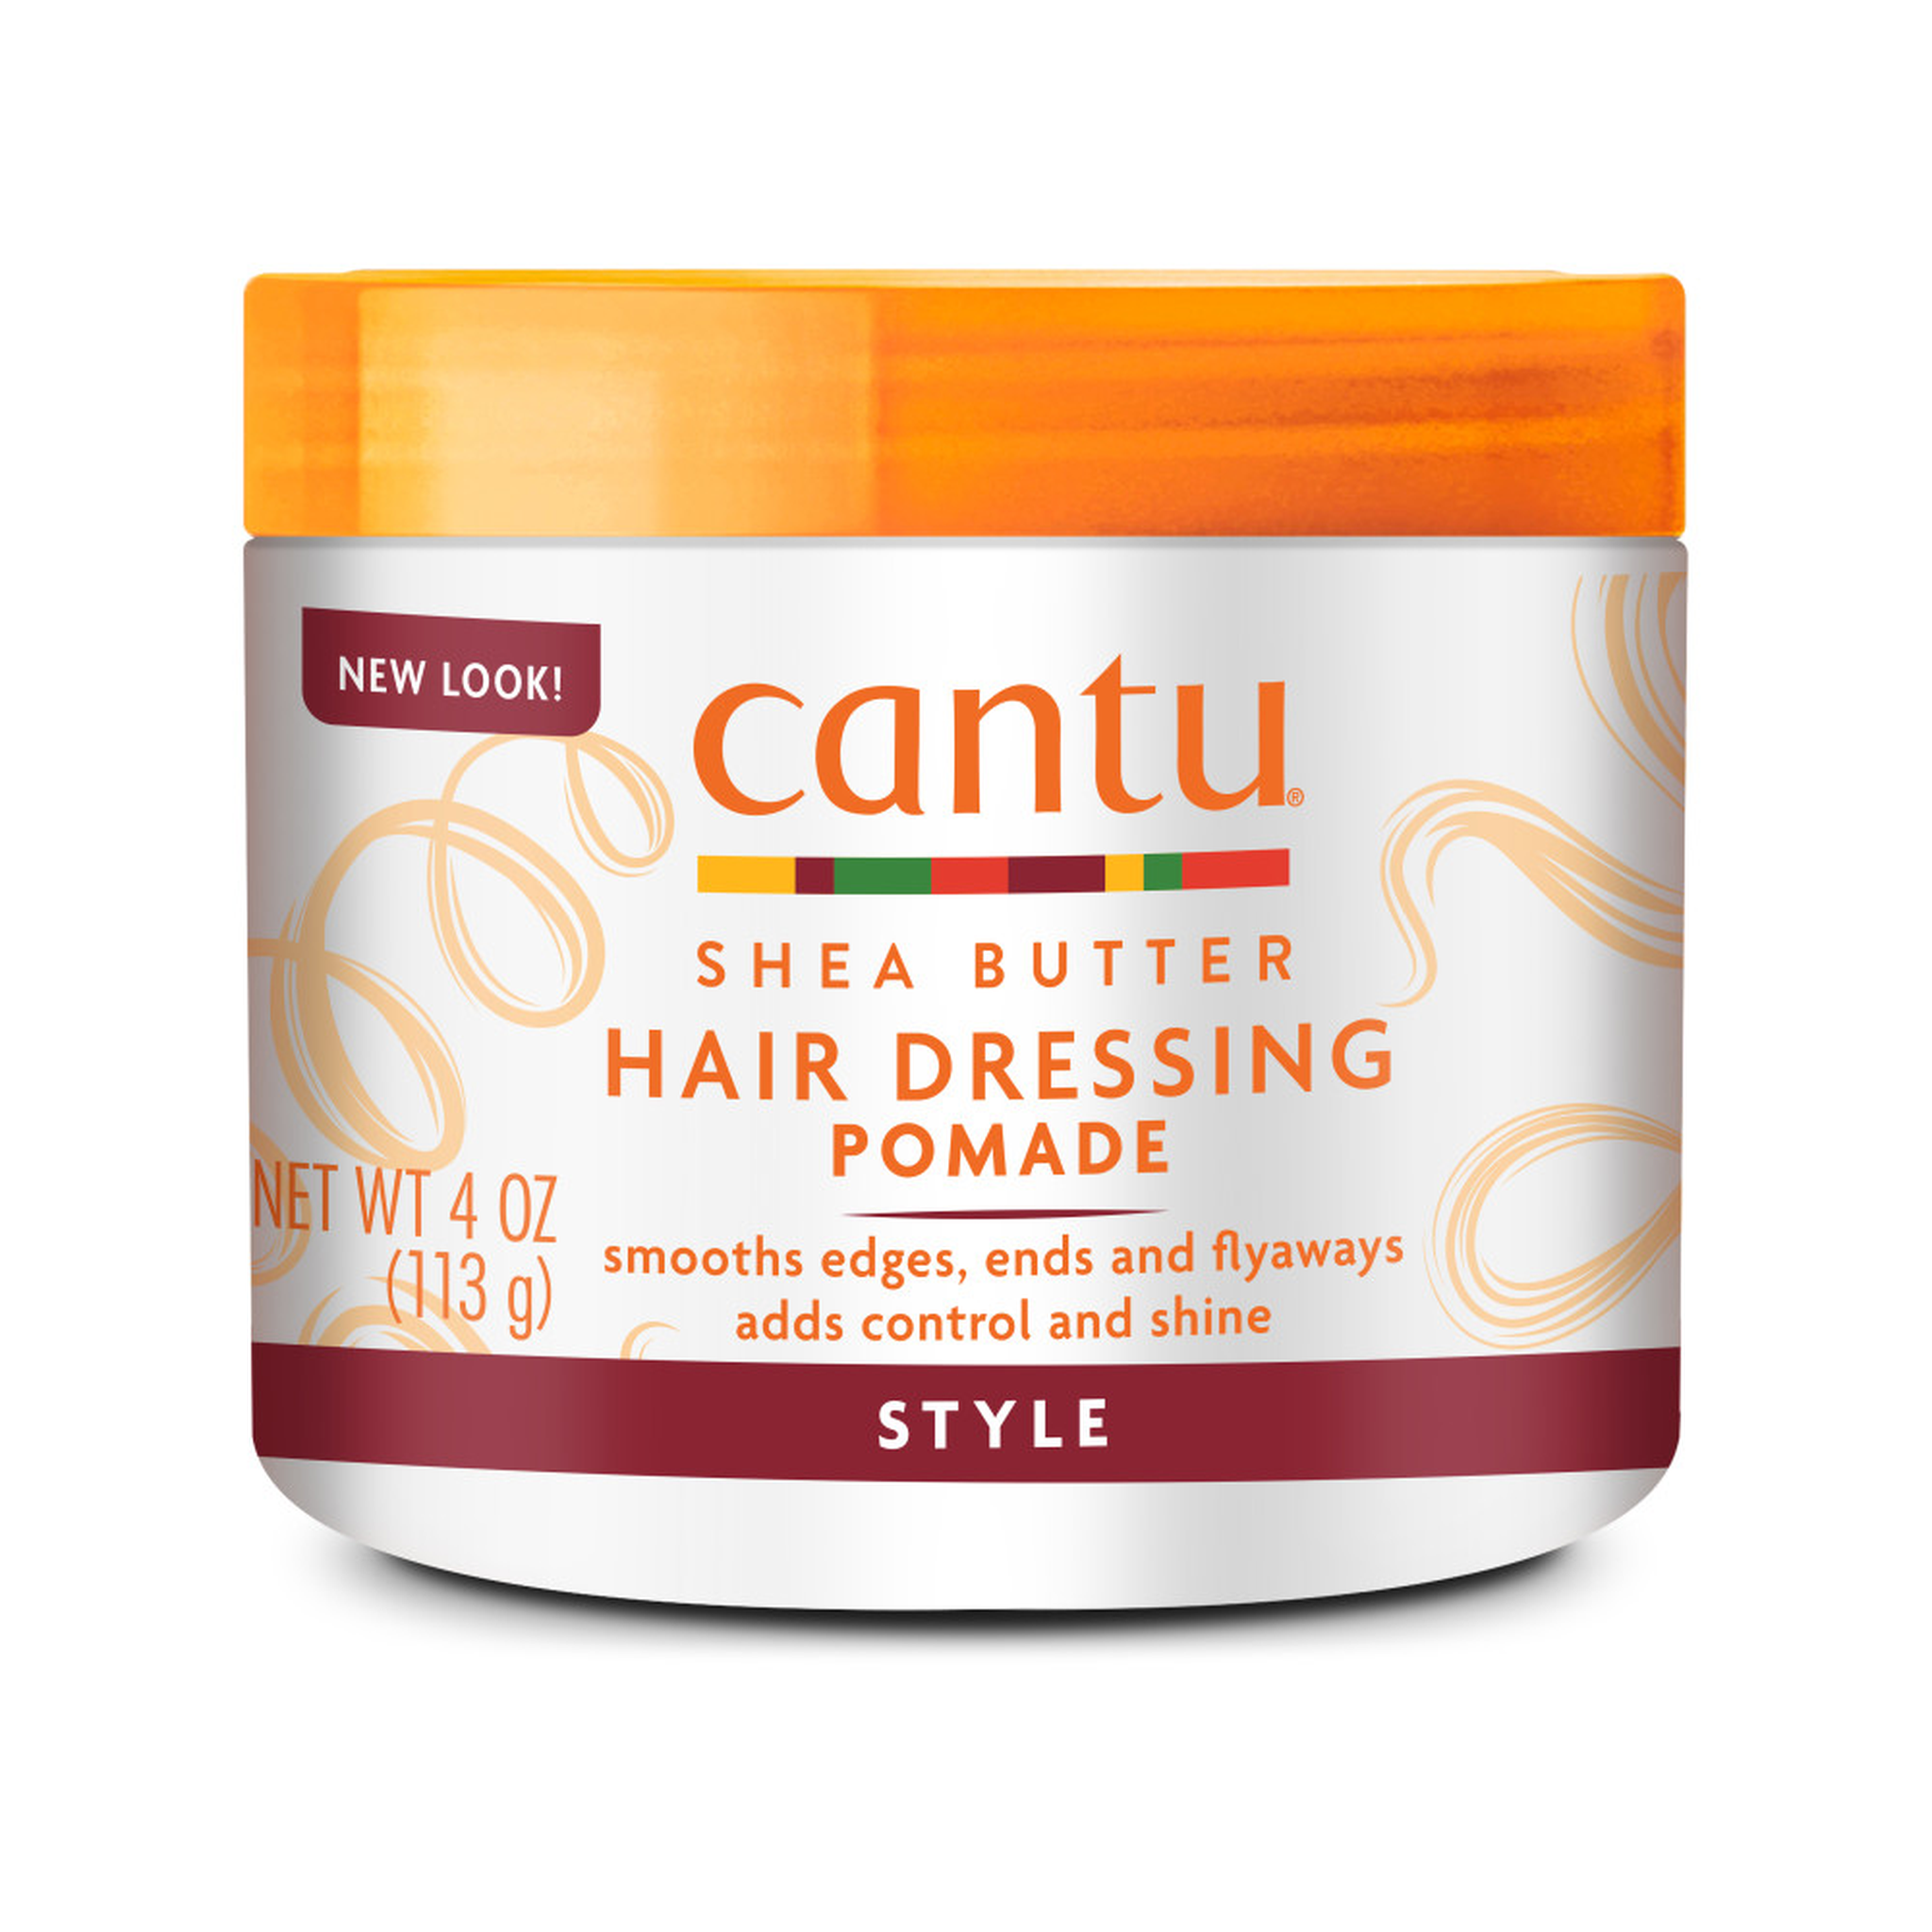 NEW LOOK!
cantu®
SHEA BUTTER
HAIR DRESSING
POMADE
NET WT 4 OZ
(113 g)
smooths edges, ends and flyaways
adds control and shine
STYLE